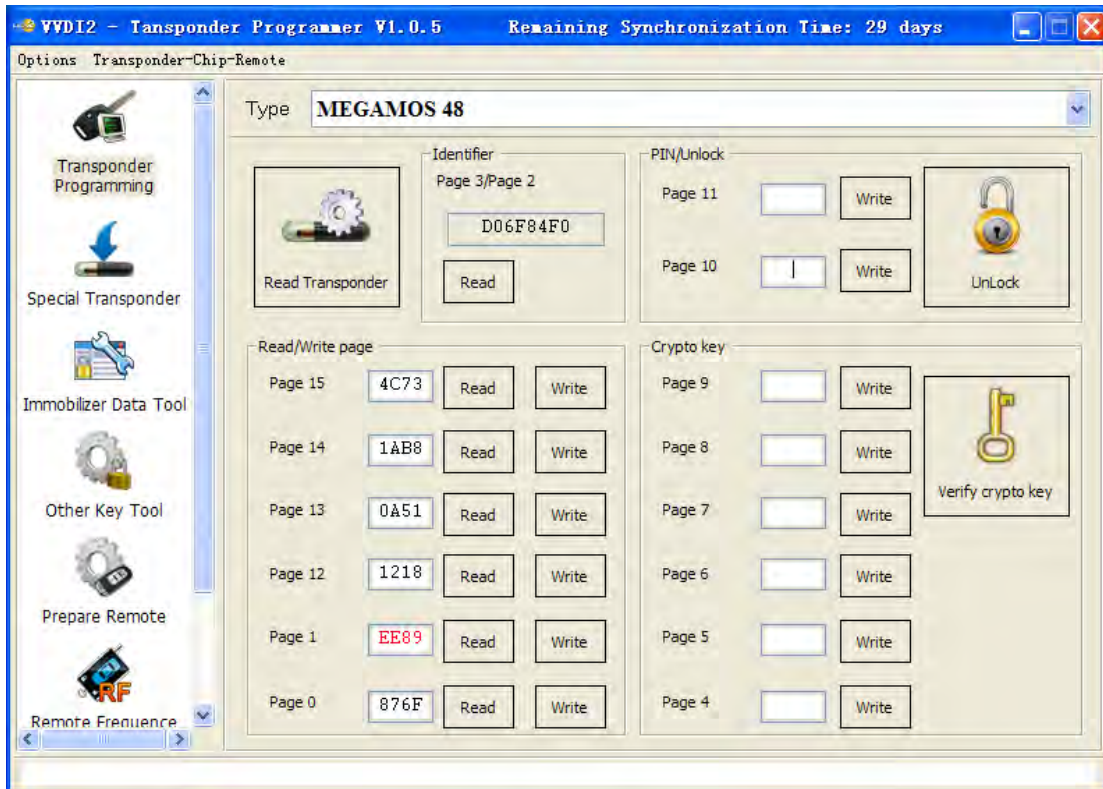 VVDI2 - Tansponder Programmer V1.0.5 Remaining Synchronization Time: 29 days
Options Transponder-Chip-Remote
Transponder
Programming
Special Transponder
Immobilizer Data Tool
Other Key Tool
Prepare Remote
RF
Remote Frequence
Type MEGAMOS 48
Read Transponder
Identifier
Page 3/Page 2
D06F84F0
Read
PIN/Unlock
Page 11 Write
Page 10 Write
UnLock
Read/Write page
Page 15 4C73 Read Write
Page 14 1AB8 Read Write
Page 13 0A51 Read Write
Page 12 1218 Read Write
Page 1 EE89 Read Write
Page 0 876F Read Write
Crypto key
Page 9 Write
Page 8 Write
Page 7 Write
Page 6 Write
Page 5 Write
Page 4 Write
Verify crypto key